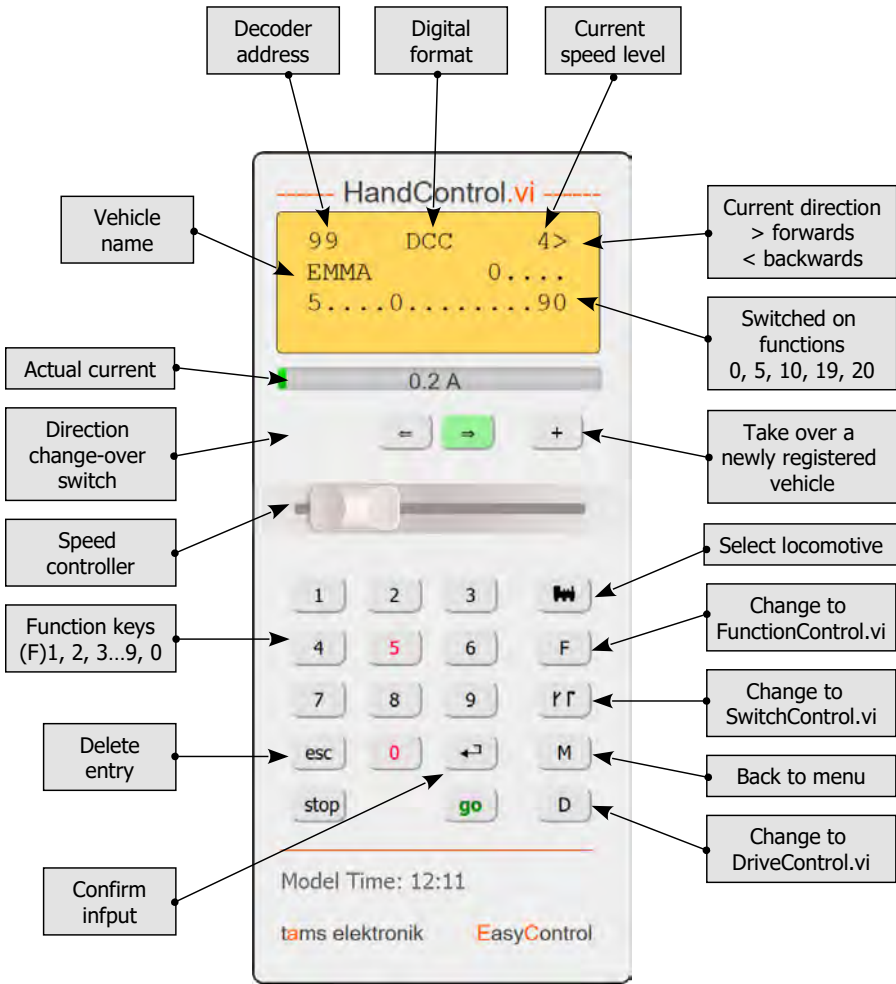 Decoder
address
Digital
format
Current
speed level
HandControl.vi
Vehicle
name
99 DCC 4>
EMMA 0....
5....0........90
Current direction
> forwards
< backwards
Switched on
functions
0, 5, 10, 19, 20
Actual current
0.2 A
Direction
change-over
switch
⇐ ⇒ +
Take over a
newly registered
vehicle
Speed
controller
Select locomotive
1 2 3
Function keys
(F)1, 2, 3...9, 0
4 5 6 F
Change to
FunctionControl.vi
7 8 9
Change to
SwitchControl.vi
Delete
entry
esc 0 M
Back to menu
stop go D
Change to
DriveControl.vi
Confirm
infput
Model Time: 12:11
tams elektronik EasyControl